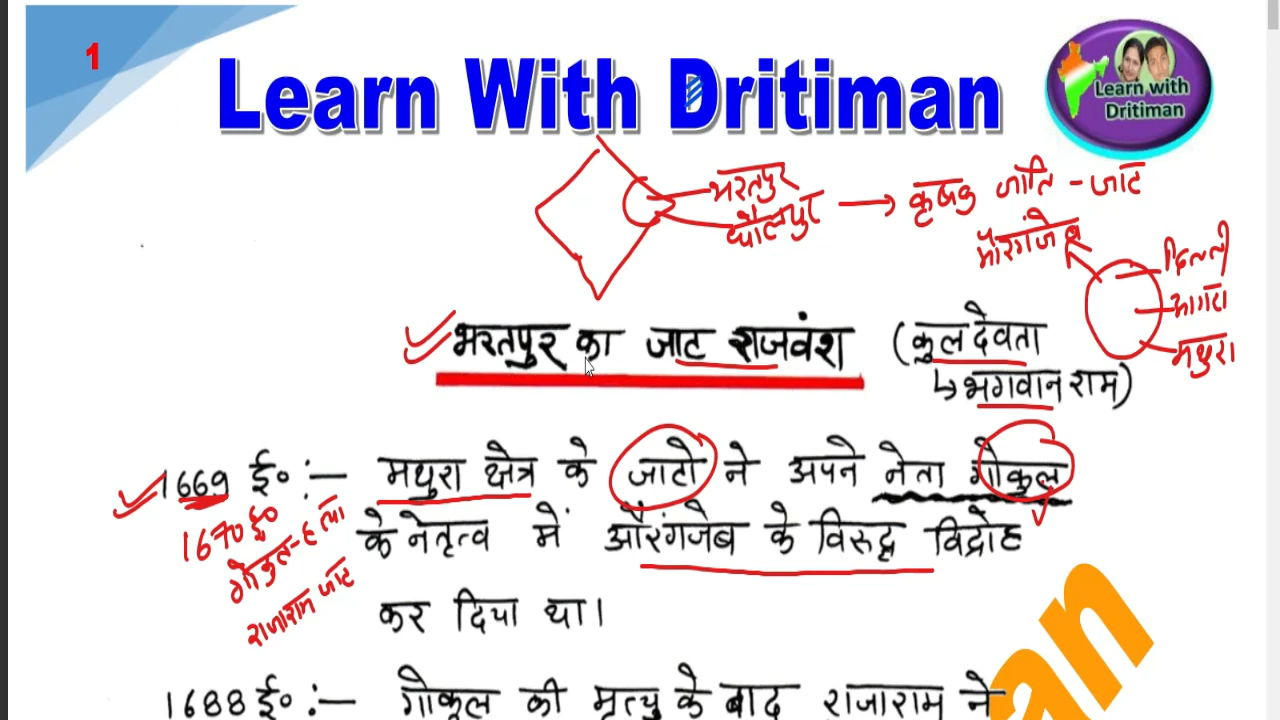 1
Learn With Dritiman
Learn with
Dritiman
भरतपुर
धौलपुर → कृषक जाति - जाट
औरंगजेब
दिल्ली
आगरा
मथुरा
भरतपुर का जाट राजवंश (कुल देवता
↳ भगवान राम)
1669 ई० :— मथुरा क्षेत्र के जाटो ने अपने नेता गोकुल
के नेतृत्व में औरंगजेब के विरुद्ध विद्रोह
कर दिया था।
1670 ई०
गोकुल-हत्या
राजाराम जाट
1688 ई० :— गोकुल की मृत्यु के बाद राजाराम ने
an